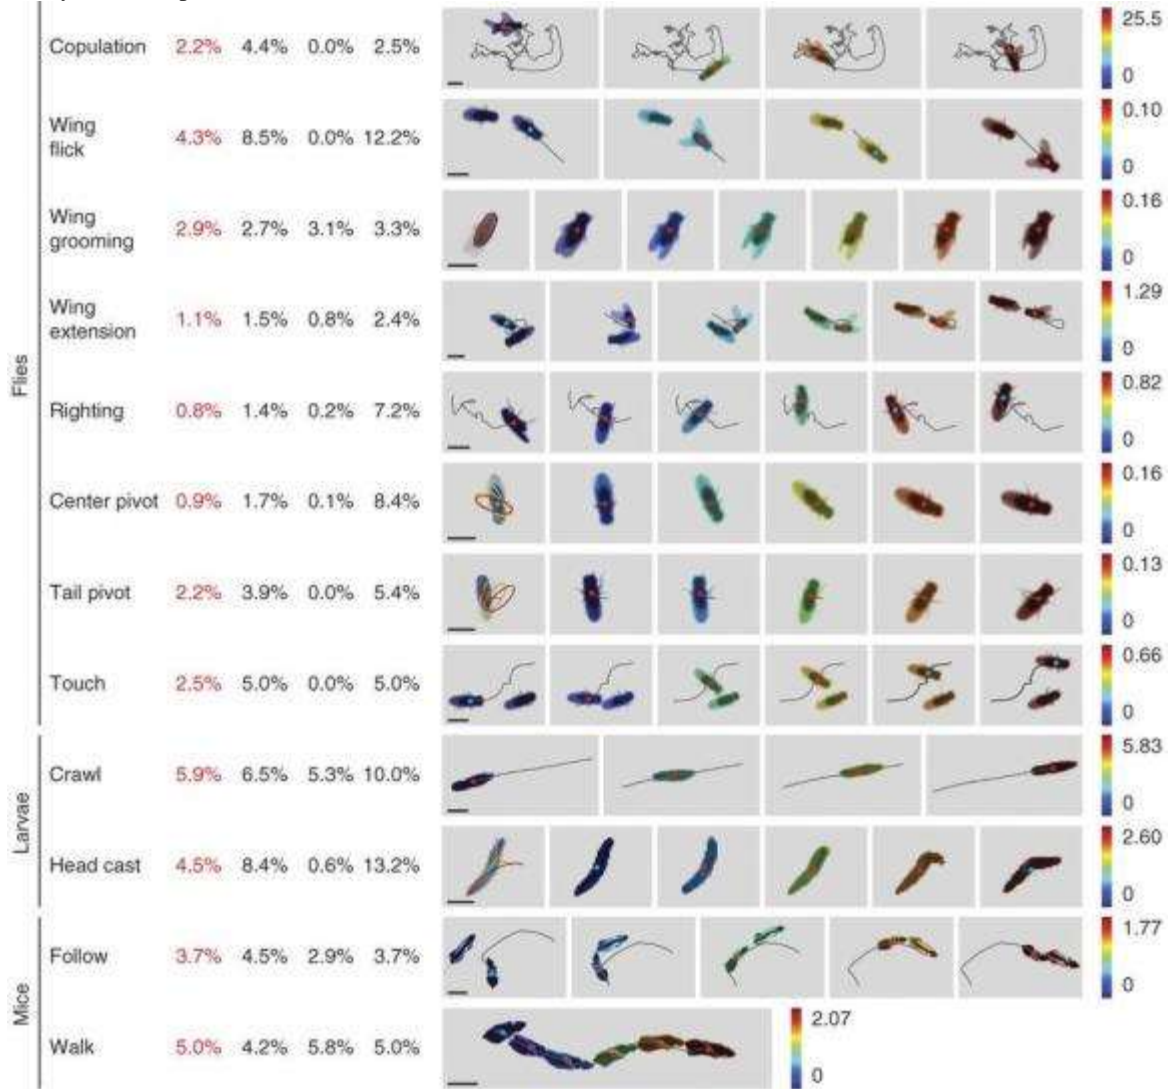 Flies
Copulation 2.2% 4.4% 0.0% 2.5% 25.5 0
Wing flick 4.3% 8.5% 0.0% 12.2% 0.10 0
Wing grooming 2.9% 2.7% 3.1% 3.3% 0.16 0
Wing extension 1.1% 1.5% 0.8% 2.4% 1.29 0
Righting 0.8% 1.4% 0.2% 7.2% 0.82 0
Center pivot 0.9% 1.7% 0.1% 8.4% 0.16 0
Tail pivot 2.2% 3.9% 0.0% 5.4% 0.13 0
Touch 2.5% 5.0% 0.0% 5.0% 0.66 0
Larvae
Crawl 5.9% 6.5% 5.3% 10.0% 5.83 0
Head cast 4.5% 8.4% 0.6% 13.2% 2.60 0
Mice
Follow 3.7% 4.5% 2.9% 3.7% 1.77 0
Walk 5.0% 4.2% 5.8% 5.0% 2.07 0